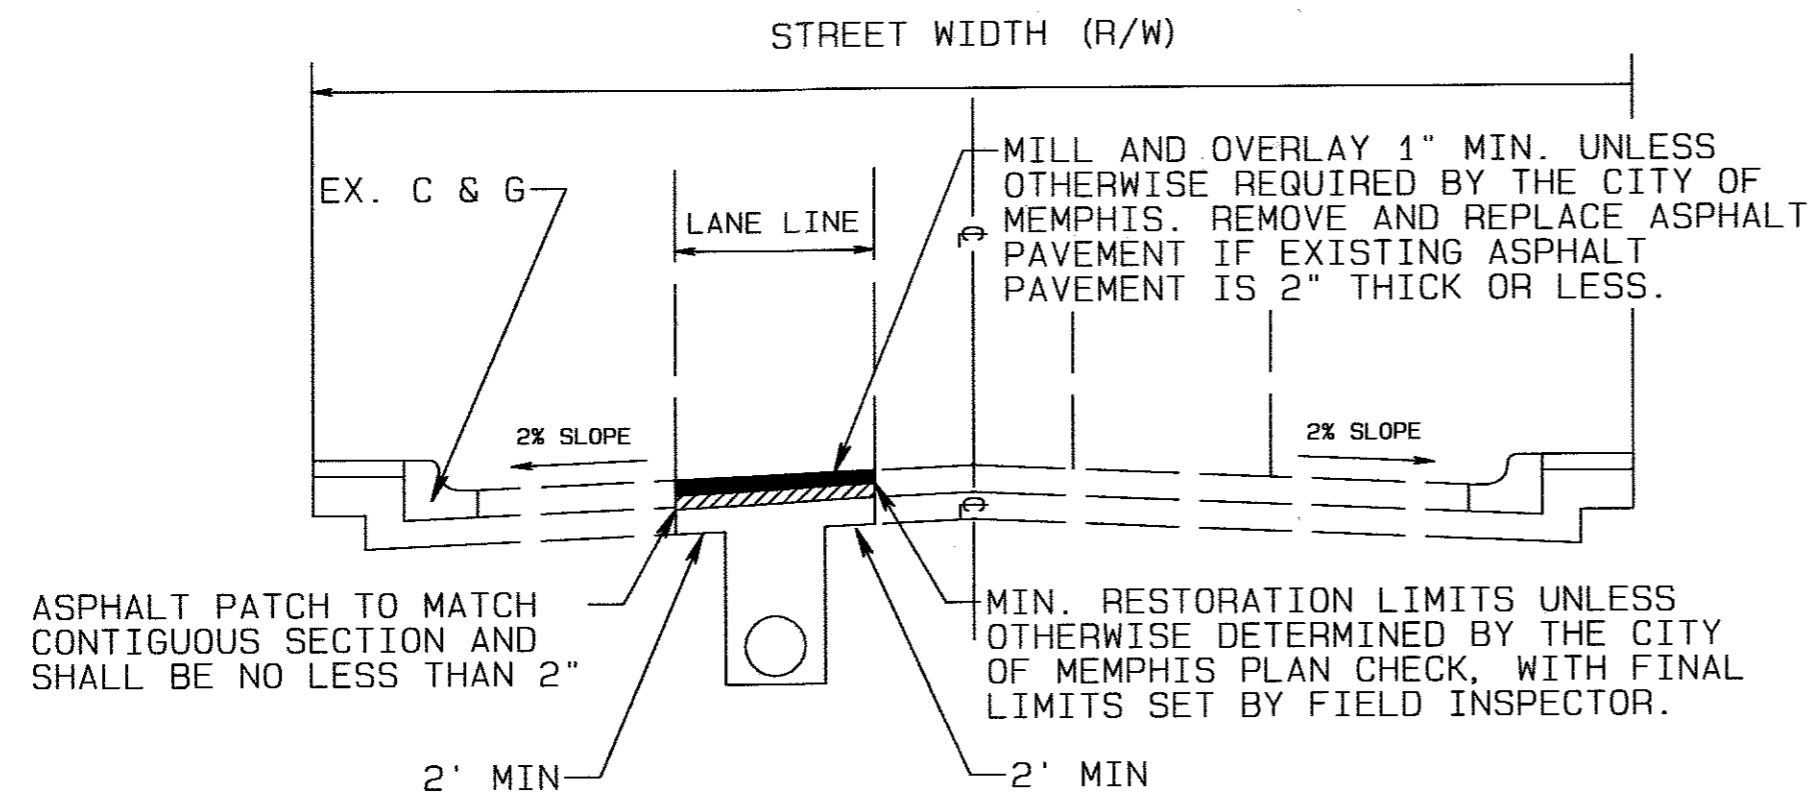 STREET WIDTH (R/W)
MILL AND OVERLAY 1" MIN. UNLESS
OTHERWISE REQUIRED BY THE CITY OF
MEMPHIS. REMOVE AND REPLACE ASPHALT
PAVEMENT IF EXISTING ASPHALT
PAVEMENT IS 2" THICK OR LESS.
EX. C & G
LANE LINE
CL
2% SLOPE
2% SLOPE
CL
ASPHALT PATCH TO MATCH
CONTIGUOUS SECTION AND
SHALL BE NO LESS THAN 2"
MIN. RESTORATION LIMITS UNLESS
OTHERWISE DETERMINED BY THE CITY
OF MEMPHIS PLAN CHECK, WITH FINAL
LIMITS SET BY FIELD INSPECTOR.
2' MIN
2' MIN